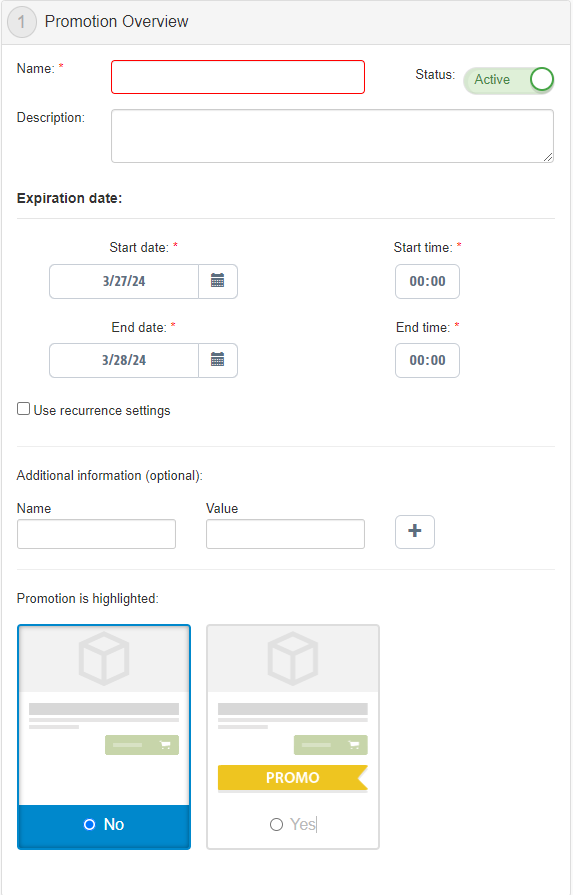 1 Promotion Overview
Name: *
Status: Active
Description:
Expiration date:
Start date: * Start time: *
3/27/24 00:00
End date: * End time: *
3/28/24 00:00
Use recurrence settings
Additional information (optional):
Name Value
+
Promotion is highlighted:
PROMO
No Yes